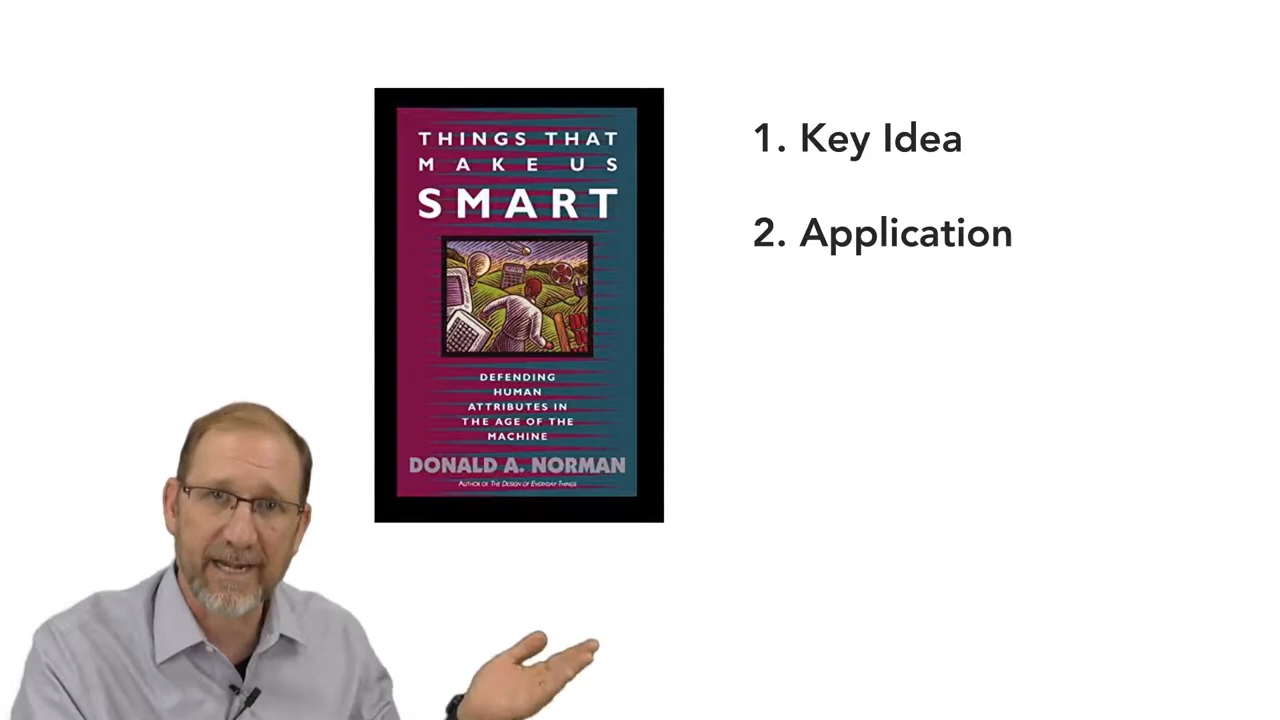 THINGS THAT
MAKE US
SMART
DEFENDING
HUMAN
ATTRIBUTES IN
THE AGE OF THE
MACHINE
DONALD A. NORMAN
AUTHOR OF THE DESIGN OF EVERYDAY THINGS
1. Key Idea
2. Application